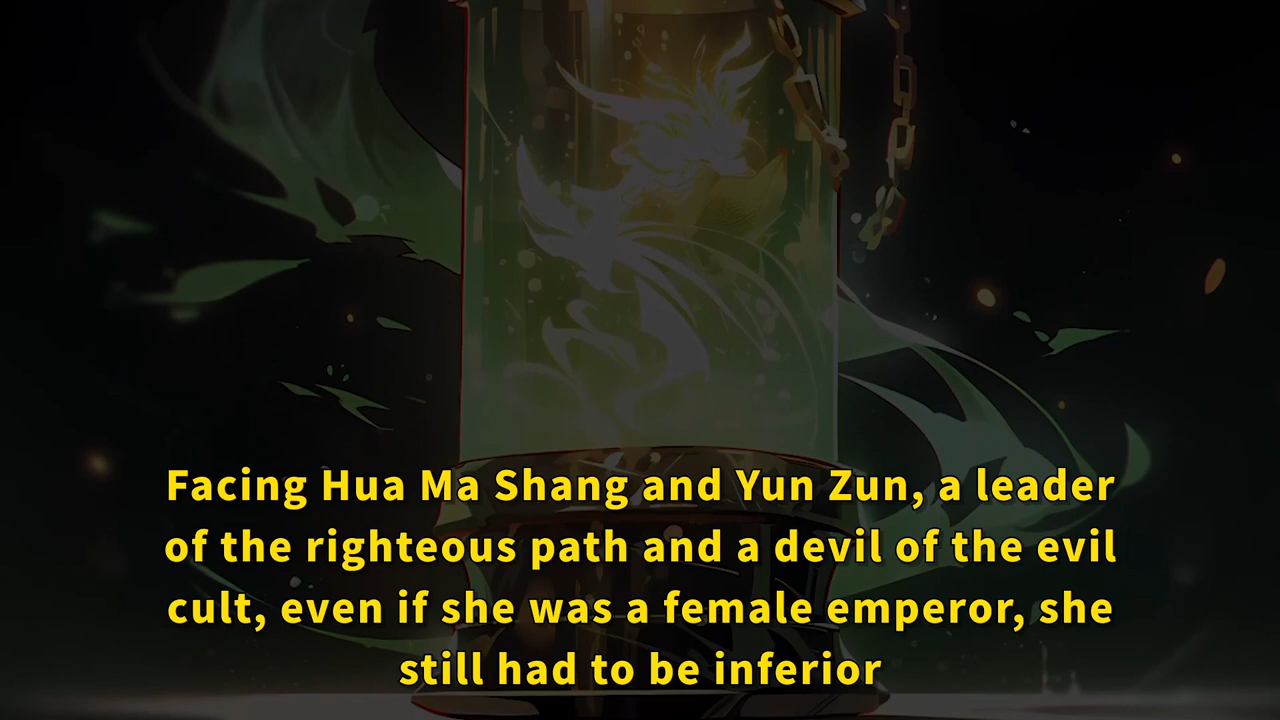 Facing Hua Ma Shang and Yun Zun, a leader
of the righteous path and a devil of the evil
cult, even if she was a female emperor, she
still had to be inferior